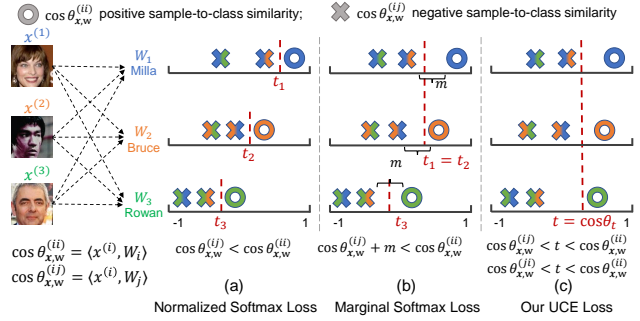 cos θ_{x,w}^{(ii)} positive sample-to-class similarity; cos θ_{x,w}^{(ij)} negative sample-to-class similarity
x^{(1)}
W_1
Milla
x^{(2)}
W_2
Bruce
x^{(3)}
W_3
Rowan
t_1
t_2
t_3
-1 1
m
m
t_1 = t_2
t_3
-1 1
t = cosθ_t
-1 1
cos θ_{x,w}^{(ii)} = ⟨x^{(i)}, W_i⟩
cos θ_{x,w}^{(ij)} = ⟨x^{(i)}, W_j⟩
cos θ_{x,w}^{(ij)} < cos θ_{x,w}^{(ii)}
cos θ_{x,w}^{(ij)} + m < cos θ_{x,w}^{(ii)}
cos θ_{x,w}^{(ij)} < t < cos θ_{x,w}^{(ii)}
cos θ_{x,w}^{(ji)} < t < cos θ_{x,w}^{(ii)}
(a) (b) (c)
Normalized Softmax Loss Marginal Softmax Loss Our UCE Loss